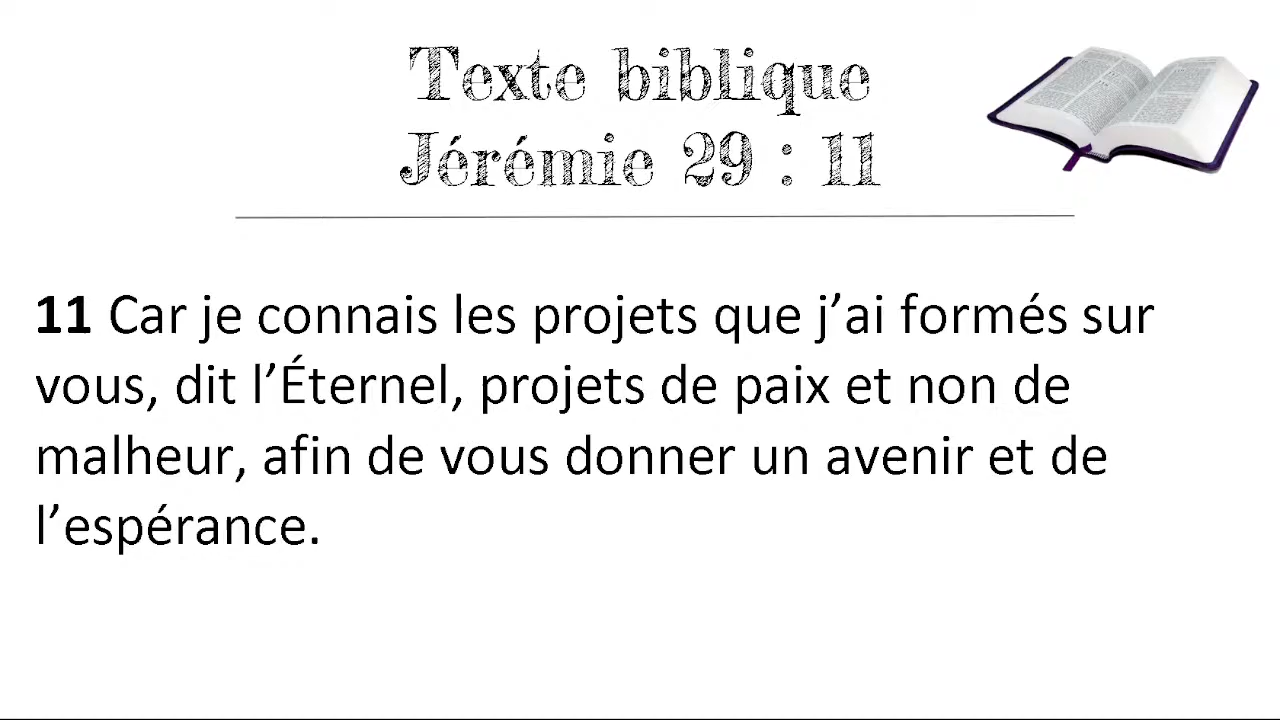 Texte biblique
Jérémie 29 : 11
11 Car je connais les projets que j’ai formés sur
vous, dit l’Éternel, projets de paix et non de
malheur, afin de vous donner un avenir et de
l’espérance.